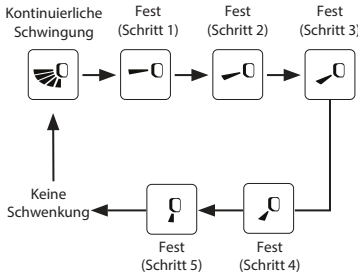 Kontinuierliche
Schwingung
Fest
(Schritt 1)
Fest
(Schritt 2)
Fest
(Schritt 3)
Keine
Schwenkung
Fest
(Schritt 5)
Fest
(Schritt 4)